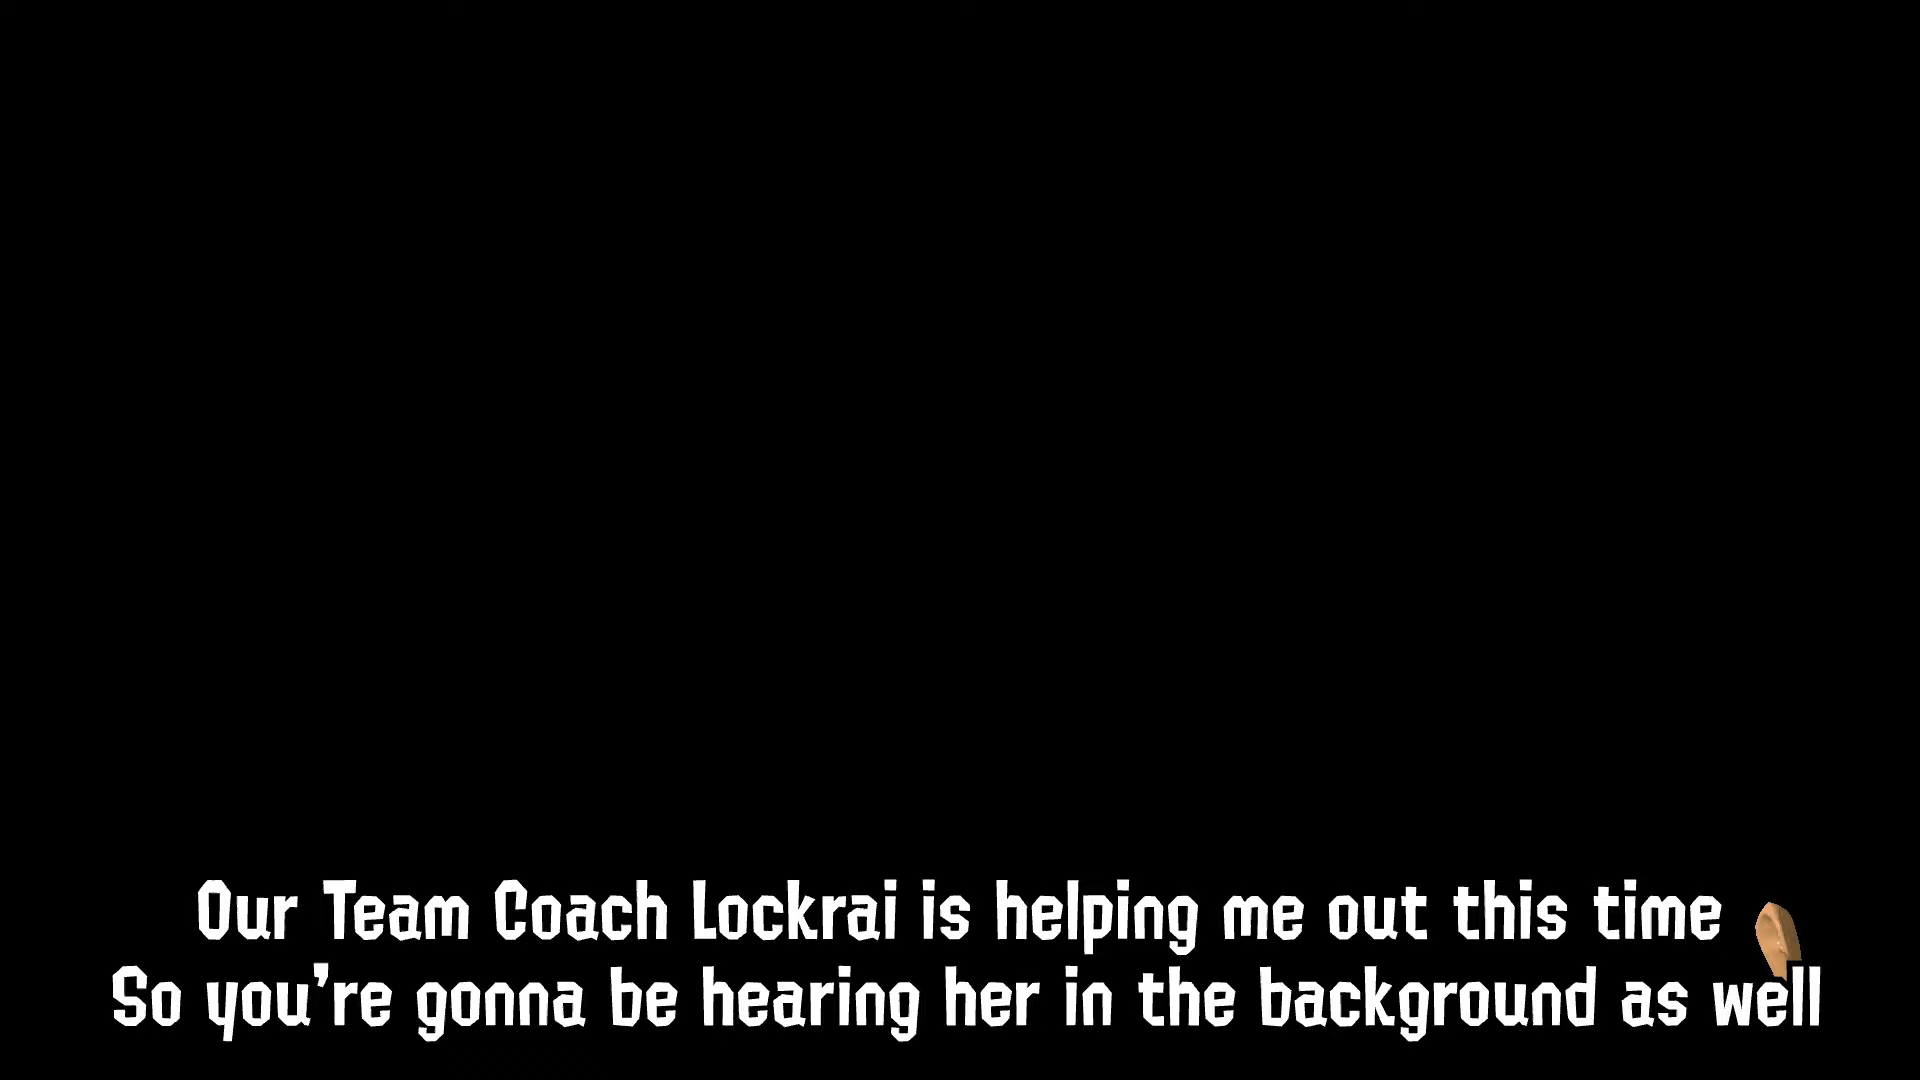 Our Team Coach Lockrai is helping me out this time
So you're gonna be hearing her in the background as well